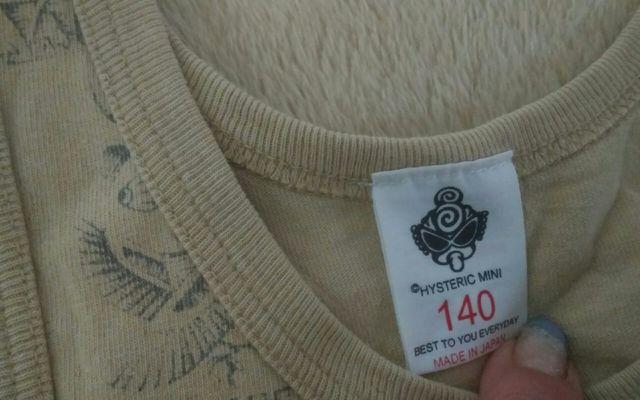 ©HYSTERIC MINI
140
BEST TO YOU EVERYDAY
MADE IN JAPAN